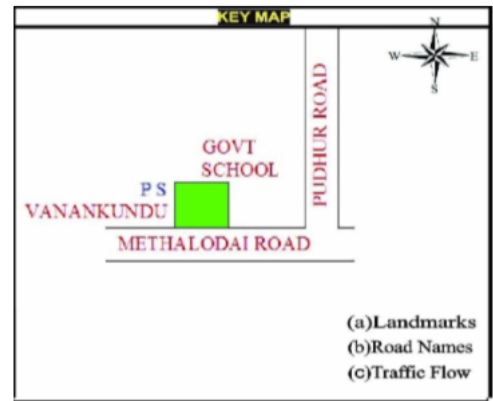 KEY MAP
N
W E
S
PUDHUR ROAD
GOVT
SCHOOL
P S
VANANKUNDU
METHALODAI ROAD
(a)Landmarks
(b)Road Names
(c)Traffic Flow